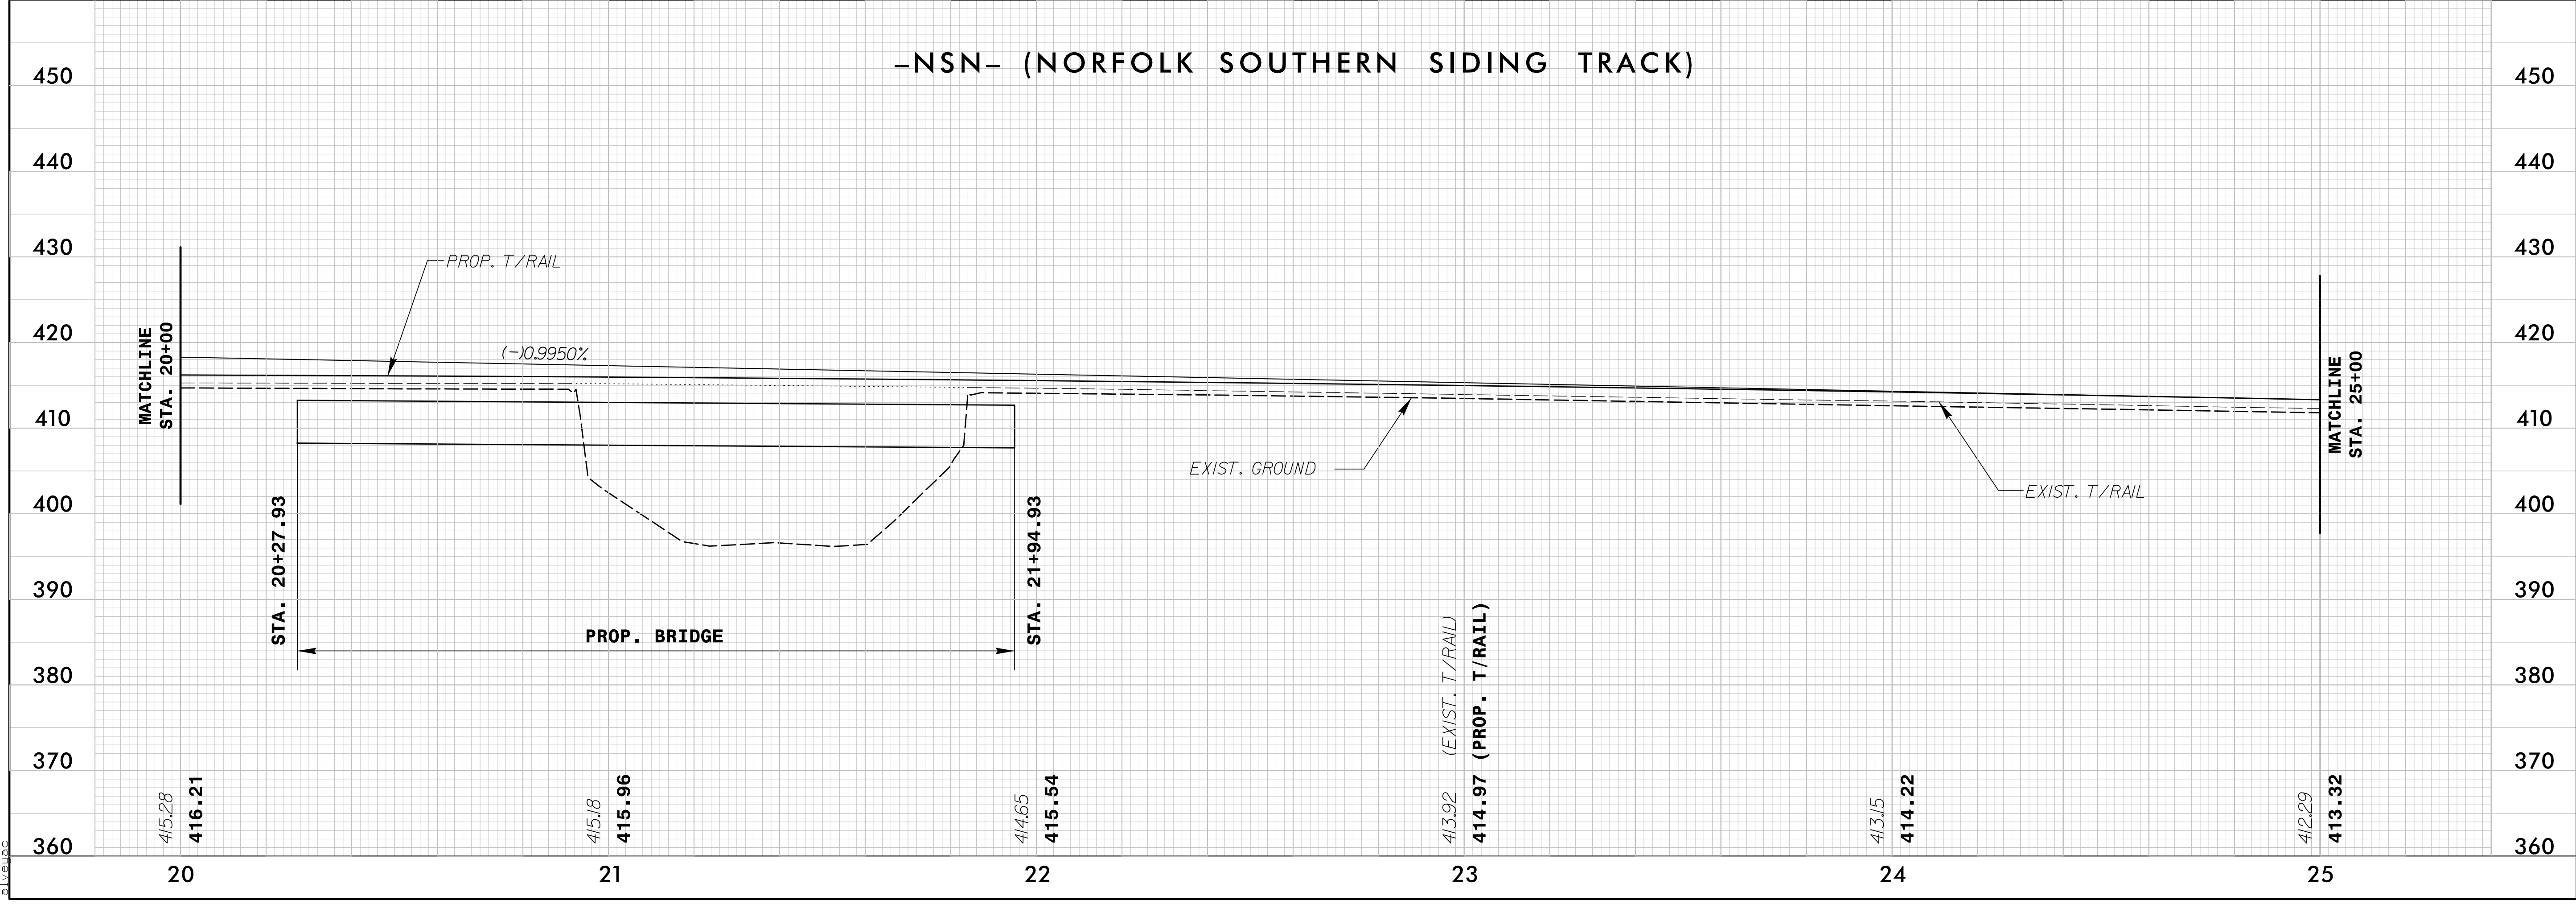 –NSN– (NORFOLK SOUTHERN SIDING TRACK)
450
450
440
440
430
430
PROP. T/RAIL
420
420
(-)0.9950%
MATCHLINE
STA. 20+00
MATCHLINE
STA. 25+00
410
410
EXIST. GROUND
EXIST. T/RAIL
400
400
STA. 20+27.93
STA. 21+94.93
390
390
PROP. BRIDGE
380
380
370
370
415.28
416.21
415.18
415.96
414.65
415.54
413.92 (EXIST. T/RAIL)
414.97 (PROP. T/RAIL)
413.15
414.22
412.29
413.32
360
360
20
21
22
23
24
25